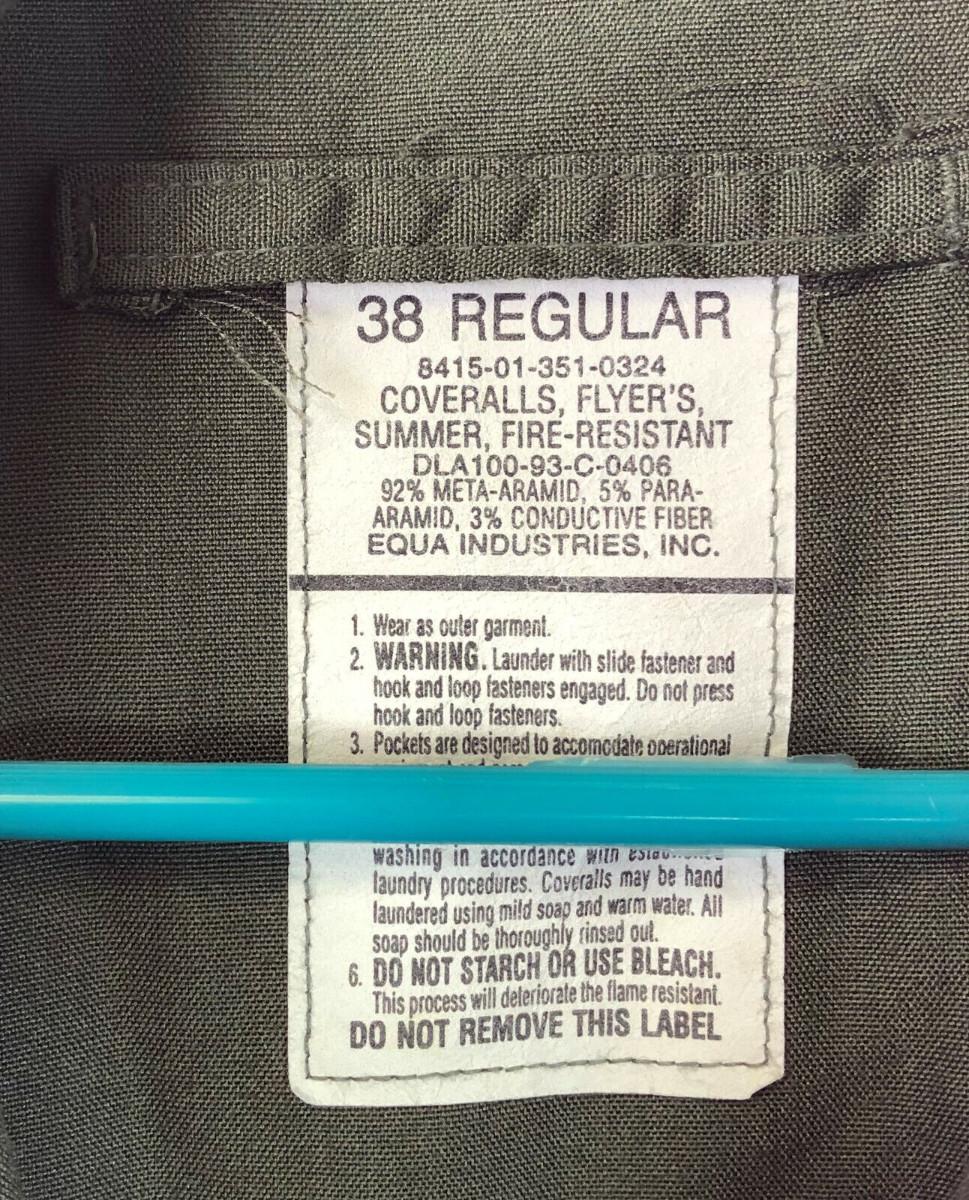 38 REGULAR
8415-01-351-0324
COVERALLS, FLYER'S,
SUMMER, FIRE-RESISTANT
DLA100-93-C-0406
92% META-ARAMID, 5% PARA-
ARAMID, 3% CONDUCTIVE FIBER
EQUA INDUSTRIES, INC.
1. Wear as outer garment.
2. WARNING. Launder with slide fastener and
hook and loop fasteners engaged. Do not press
hook and loop fasteners.
3. Pockets are designed to accomodate operational
washing in accordance with
laundry procedures. Coveralls may be hand
laundered using mild soap and warm water. All
soap should be thoroughly rinsed out.
6. DO NOT STARCH OR USE BLEACH.
This process will deteriorate the flame resistant.
DO NOT REMOVE THIS LABEL